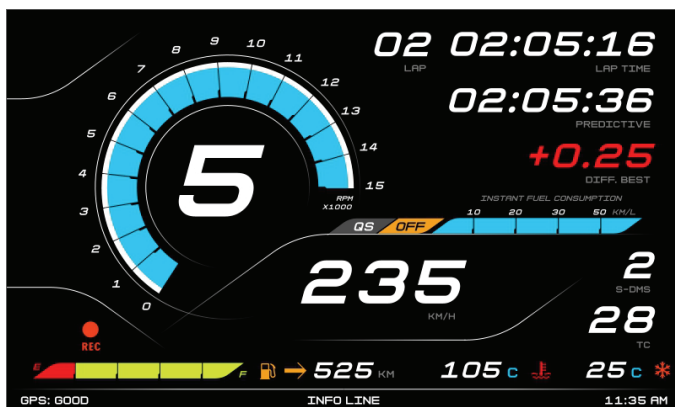 02 02:05:16
LAP LAP TIME
02:05:36
PREDICTIVE
+0.25
DIFF. BEST
0 1 2 3 4 5 6 7 8 9 10 11 12 13 14 15
RPM
X1000
5
INSTANT FUEL CONSUMPTION
10 20 30 50 KM/L
QS OFF
235
KM/H
2
S-DMS
28
TC
REC
E F 525 KM 105 C 25 C
GPS: GOOD INFO LINE 11:35 AM